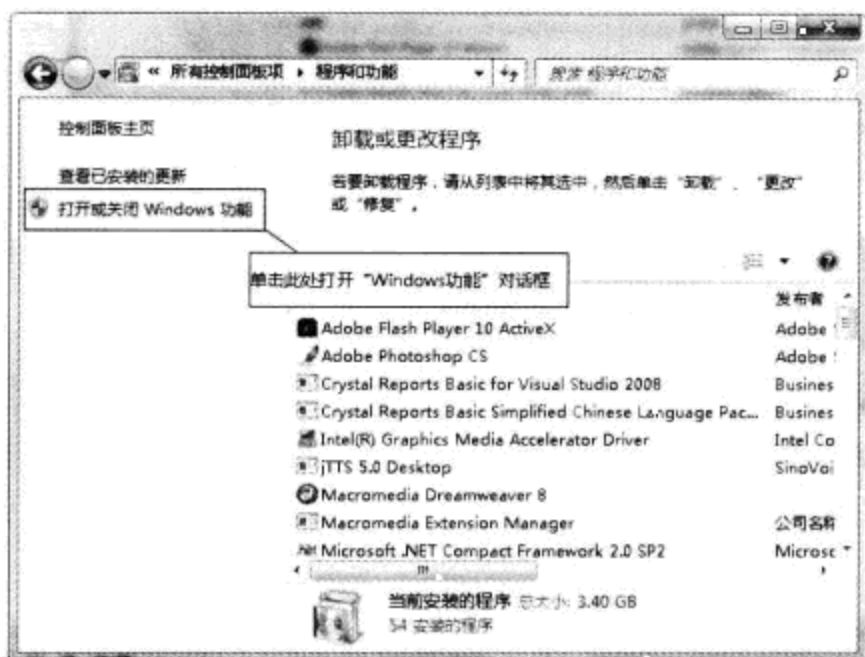 « 所有控制面板项 ▸ 程序和功能
搜索 程序和功能
控制面板主页
查看已安装的更新
打开或关闭 Windows 功能
卸载或更改程序
若要卸载程序，请从列表中将其选中，然后单击“卸载”、“更改”
或“修复”。
单击此处打开“Windows功能”对话框
发布者
Adobe Flash Player 10 ActiveX Adobe
Adobe Photoshop CS Adobe
Crystal Reports Basic for Visual Studio 2008 Busines
Crystal Reports Basic Simplified Chinese Language Pac... Busines
Intel(R) Graphics Media Accelerator Driver Intel Co
jTTS 5.0 Desktop SinoVoi
Macromedia Dreamweaver 8
Macromedia Extension Manager 公司名称
Microsoft .NET Compact Framework 2.0 SP2 Microsc
当前安装的程序 总大小: 3.40 GB
54 安装的程序